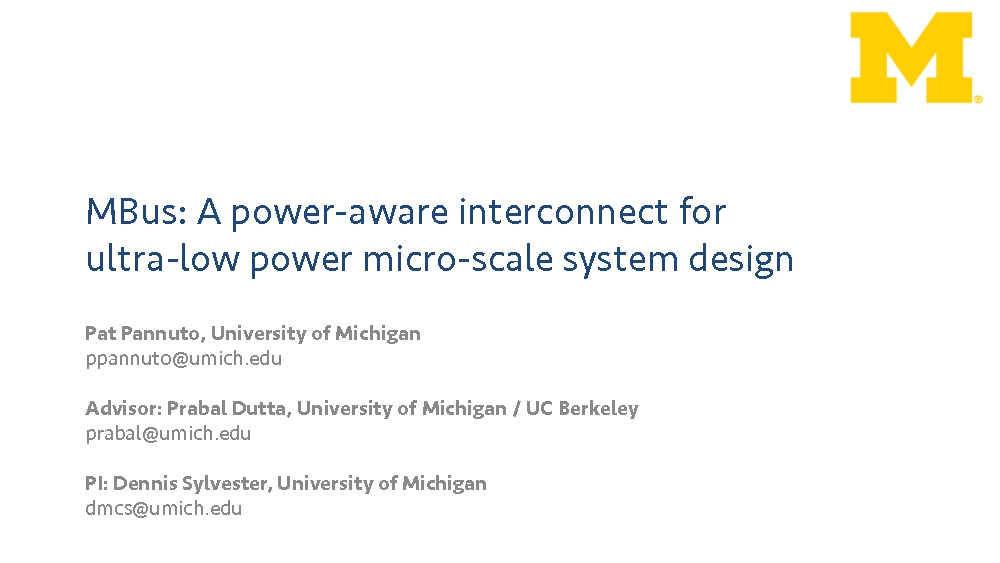 M®
MBus: A power-aware interconnect for
ultra-low power micro-scale system design
Pat Pannuto, University of Michigan
ppannuto@umich.edu
Advisor: Prabal Dutta, University of Michigan / UC Berkeley
prabal@umich.edu
PI: Dennis Sylvester, University of Michigan
dmcs@umich.edu